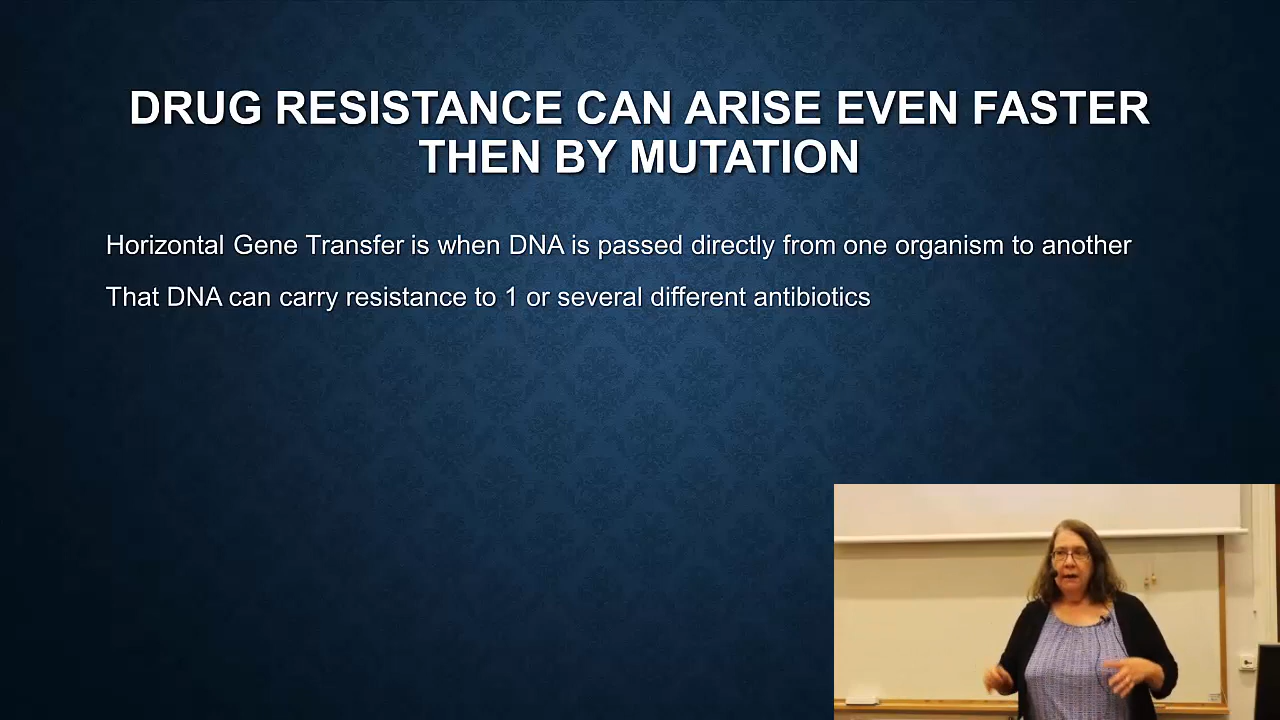 DRUG RESISTANCE CAN ARISE EVEN FASTER
THEN BY MUTATION
Horizontal Gene Transfer is when DNA is passed directly from one organism to another
That DNA can carry resistance to 1 or several different antibiotics